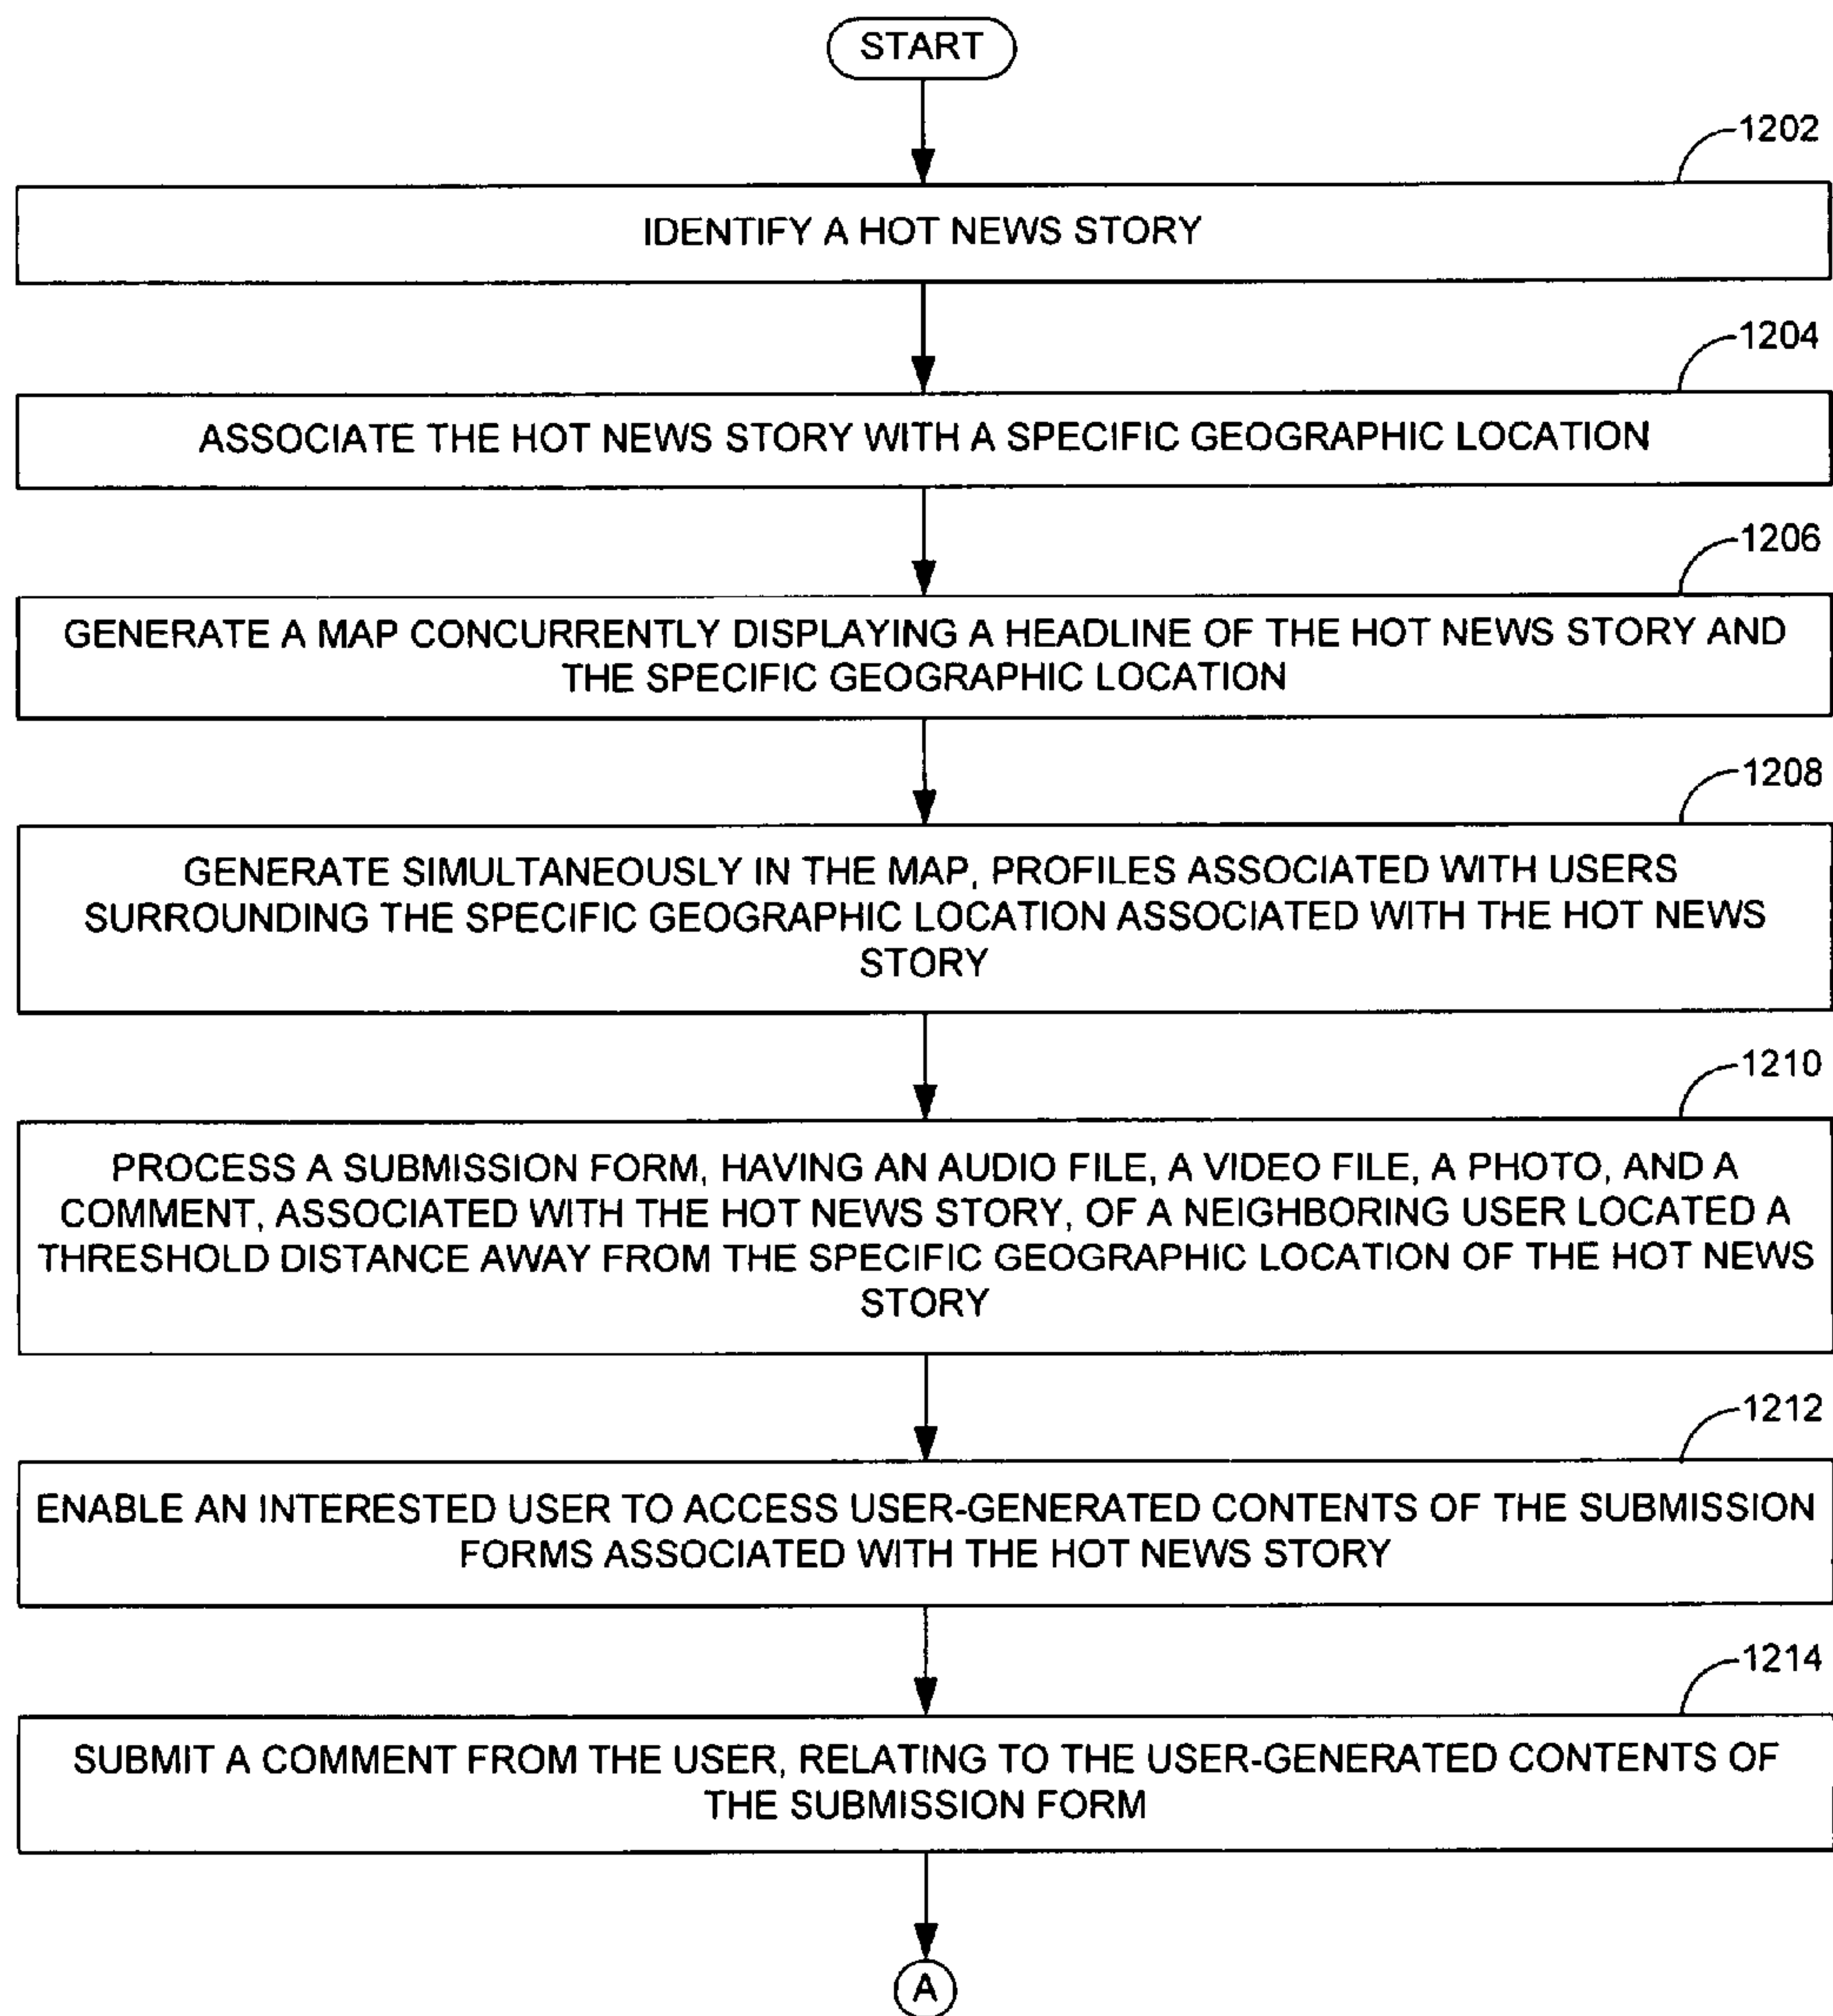 START
1202
IDENTIFY A HOT NEWS STORY
1204
ASSOCIATE THE HOT NEWS STORY WITH A SPECIFIC GEOGRAPHIC LOCATION
1206
GENERATE A MAP CONCURRENTLY DISPLAYING A HEADLINE OF THE HOT NEWS STORY AND
THE SPECIFIC GEOGRAPHIC LOCATION
1208
GENERATE SIMULTANEOUSLY IN THE MAP, PROFILES ASSOCIATED WITH USERS
SURROUNDING THE SPECIFIC GEOGRAPHIC LOCATION ASSOCIATED WITH THE HOT NEWS
STORY
1210
PROCESS A SUBMISSION FORM, HAVING AN AUDIO FILE, A VIDEO FILE, A PHOTO, AND A
COMMENT, ASSOCIATED WITH THE HOT NEWS STORY, OF A NEIGHBORING USER LOCATED A
THRESHOLD DISTANCE AWAY FROM THE SPECIFIC GEOGRAPHIC LOCATION OF THE HOT NEWS
STORY
1212
ENABLE AN INTERESTED USER TO ACCESS USER-GENERATED CONTENTS OF THE SUBMISSION
FORMS ASSOCIATED WITH THE HOT NEWS STORY
1214
SUBMIT A COMMENT FROM THE USER, RELATING TO THE USER-GENERATED CONTENTS OF
THE SUBMISSION FORM
A